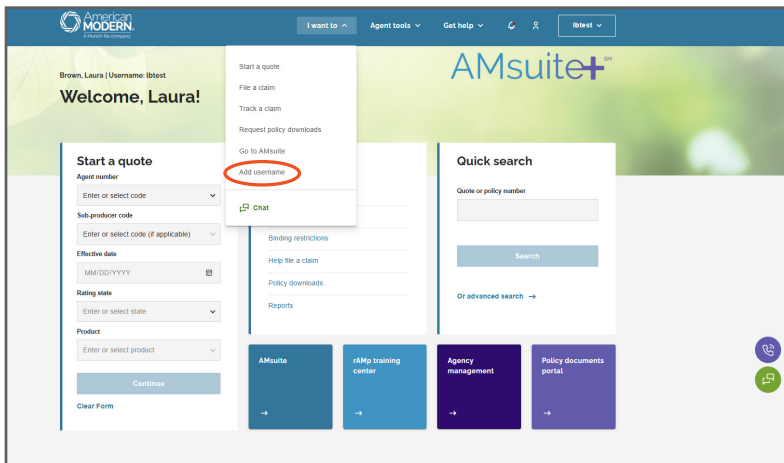 American
MODERN
A Munich Re company
I want to
Agent tools
Get help
lbtest
Brown, Laura | Username: lbtest
Welcome, Laura!
AMsuite+ SM
Start a quote
File a claim
Track a claim
Request policy downloads
Go to AMsuite
Add username
Chat
Start a quote
Agent number
Enter or select code
Sub-producer code
Enter or select code (if applicable)
Effective date
MM/DD/YYYY
Rating state
Enter or select state
Product
Enter or select product
Continue
Clear Form
Binding restrictions
Help file a claim
Policy downloads
Reports
Quick search
Quote or policy number
Search
Or advanced search →
AMsuite
→
rAMp training
center
→
Agency
management
→
Policy documents
portal
→